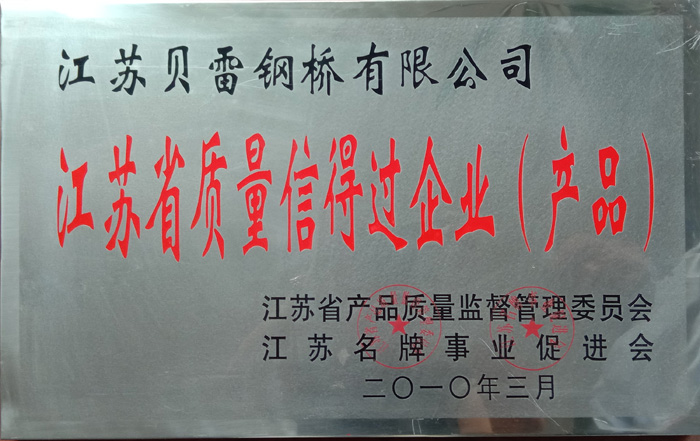 江苏贝雷钢桥有限公司
江苏省质量信得过企业（产品）
江苏省产品质量监督管理委员会
江苏名牌事业促进会
二〇一〇年三月